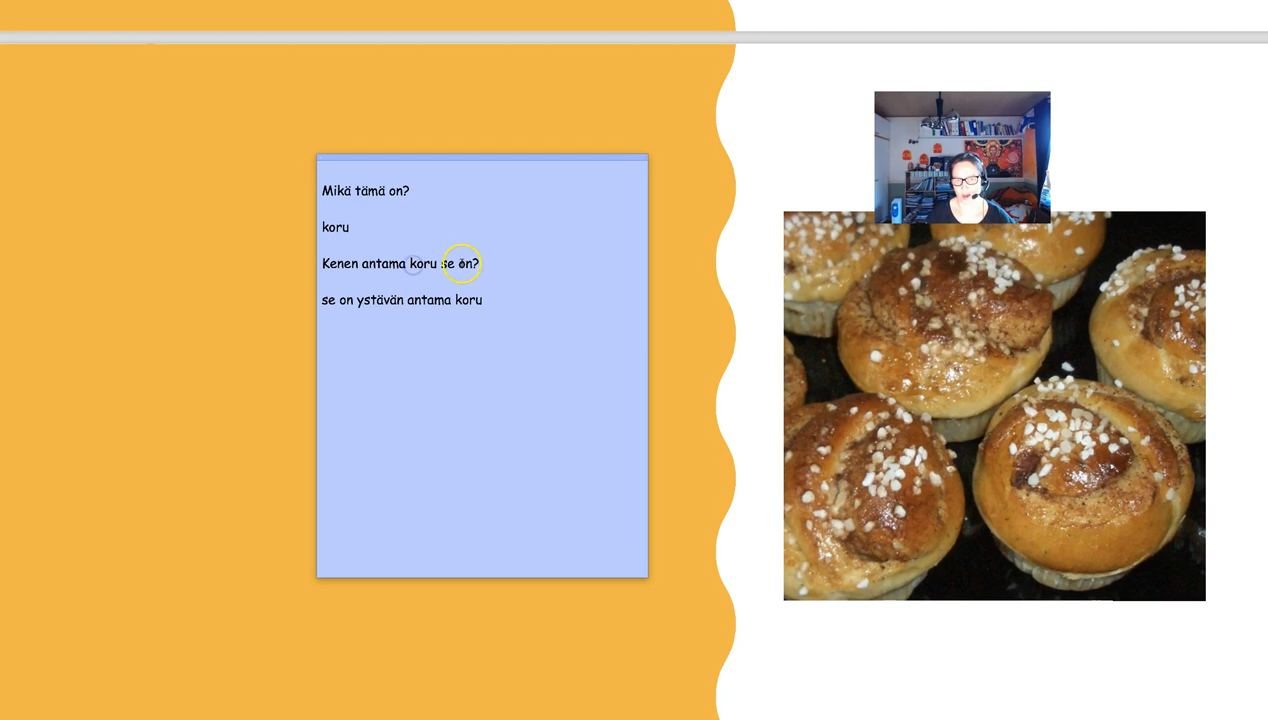 Mikä tämä on?
koru
Kenen antama koru se on?
se on ystävän antama koru